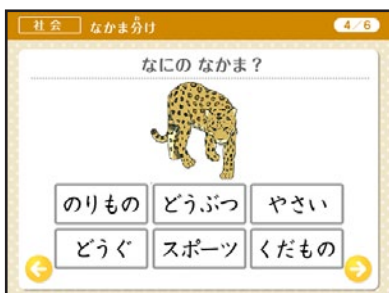 社会 なかま分け 4/6
なにの なかま？
のりもの どうぶつ やさい
どうぐ スポーツ くだもの